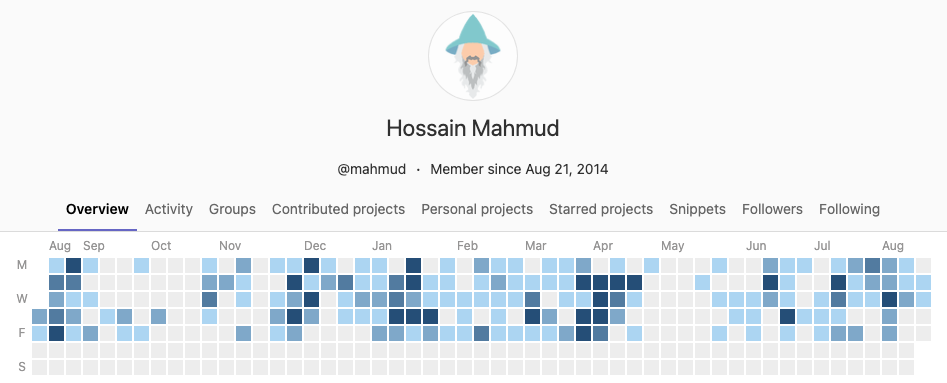 Hossain Mahmud
@mahmud · Member since Aug 21, 2014
Overview Activity Groups Contributed projects Personal projects Starred projects Snippets Followers Following
Aug Sep Oct Nov Dec Jan Feb Mar Apr May Jun Jul Aug
M
W
F
S